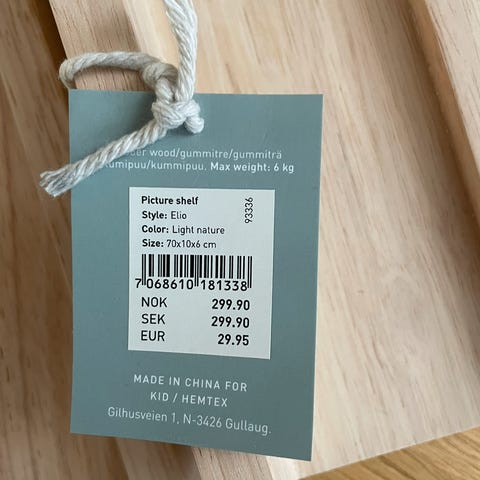 wood/gummitre/gummiträ
kumipuu/kummipuu. Max weight: 6 kg
Picture shelf
Style: Elio
Color: Light nature
Size: 70x10x6 cm
93336
7 068610 181338
NOK 299.90
SEK 299.90
EUR 29.95
MADE IN CHINA FOR
KID / HEMTEX
Gilhusveien 1, N-3426 Gullaug.